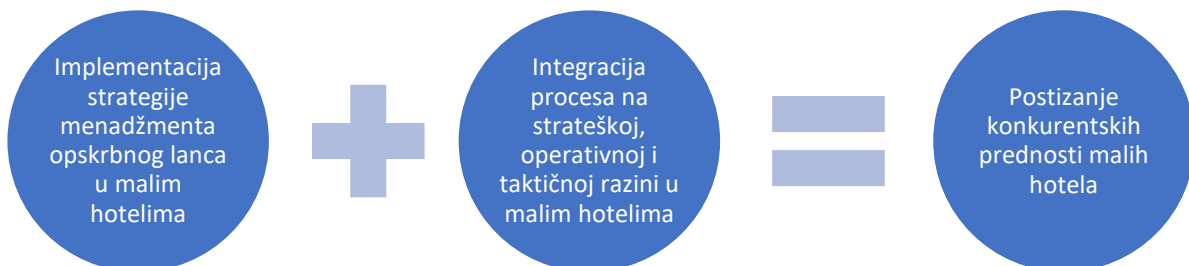 Implementacija
strategije
menadžmenta
opskrbnog lanca
u malim
hotelima
Integracija
procesa na
strateškoj,
operativnoj i
taktičnoj razini u
malim hotelima
Postizanje
konkurentskih
prednosti malih
hotela